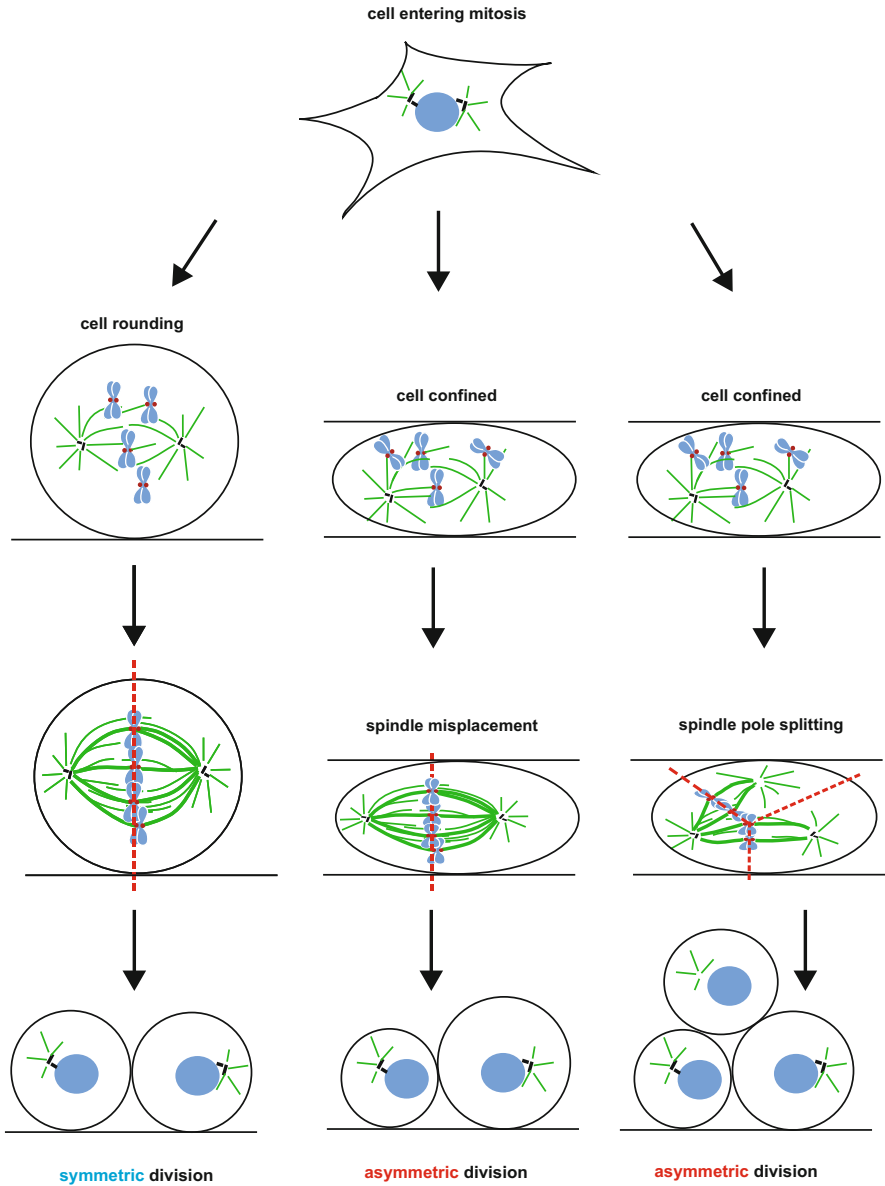 cell entering mitosis
cell rounding
cell confined
cell confined
spindle misplacement
spindle pole splitting
symmetric division
asymmetric division
asymmetric division